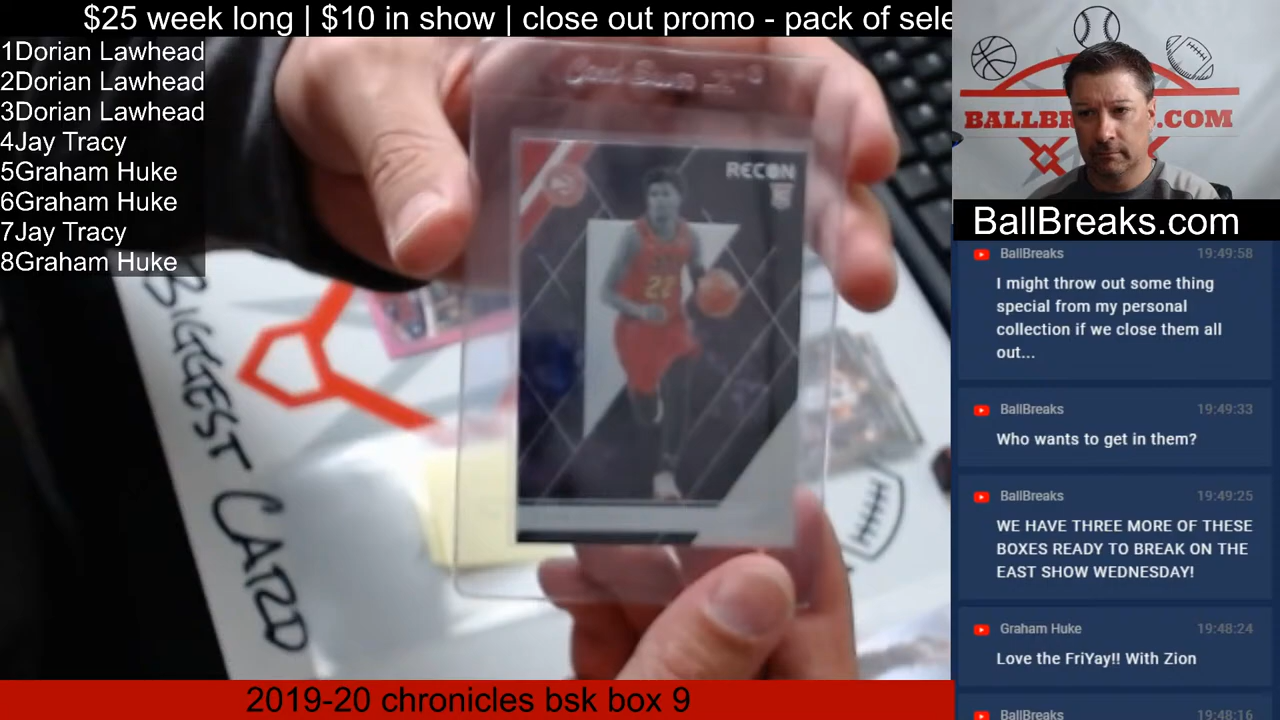 $25 week long | $10 in show | close out promo - pack of sele
1Dorian Lawhead
2Dorian Lawhead
3Dorian Lawhead
4Jay Tracy
5Graham Huke
6Graham Huke
7Jay Tracy
8Graham Huke
RECON
22
BIGGEST CARD
BALLBR
.COM
BallBreaks.com
BallBreaks 19:49:58
I might throw out some thing
special from my personal
collection if we close them all
out...
BallBreaks 19:49:33
Who wants to get in them?
BallBreaks 19:49:25
WE HAVE THREE MORE OF THESE
BOXES READY TO BREAK ON THE
EAST SHOW WEDNESDAY!
Graham Huke 19:48:24
Love the FriYay!! With Zion
BallBreaks 19:48:16
2019-20 chronicles bsk box 9